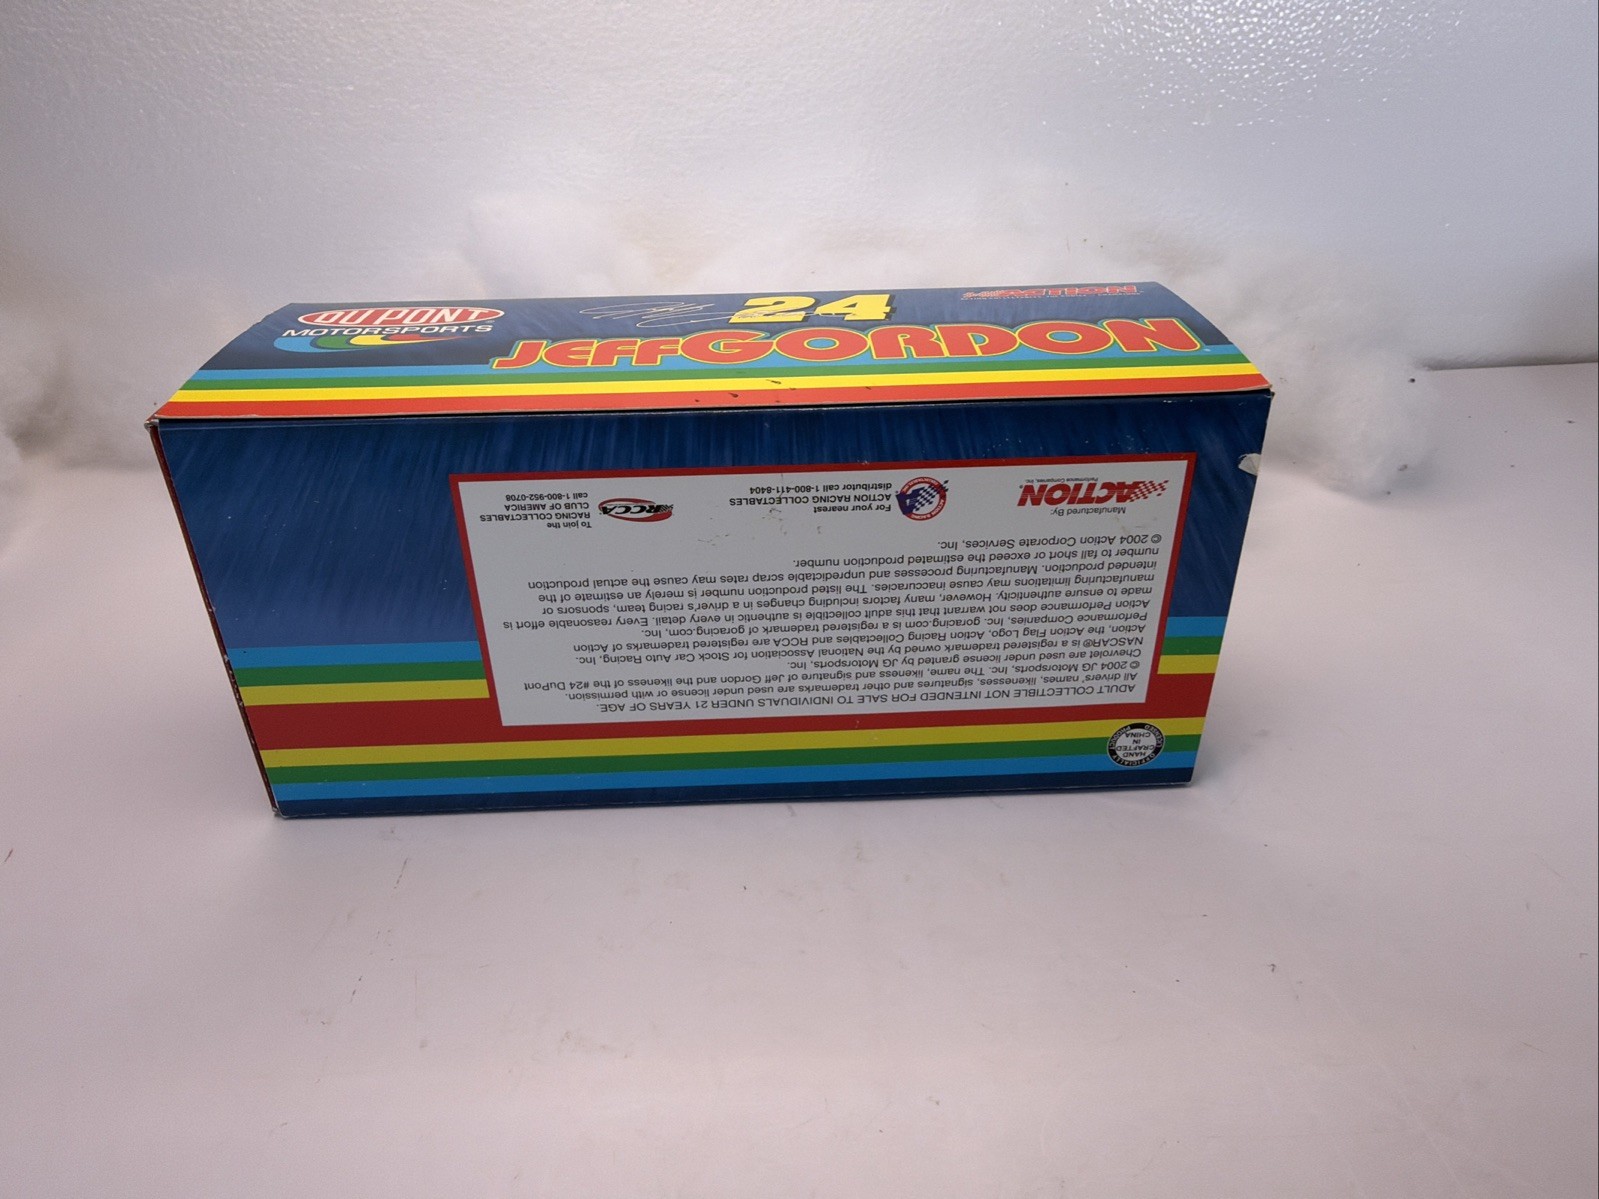 DUPONT
MOTORSPORTS
24
JEFF GORDON
ACTION
ADULT COLLECTIBLE NOT INTENDED FOR SALE TO INDIVIDUALS UNDER 21 YEARS OF AGE.
All drivers' names, likenesses, signatures and other trademarks are used under license or with permission.
© 2004 JG Motorsports, Inc. The name, likeness and signature of Jeff Gordon and the likeness of the #24 DuPont
Chevrolet are used under license granted by JG Motorsports, Inc.
NASCAR® is a registered trademark owned by the National Association for Stock Car Auto Racing, Inc.
Action, the Action Flag Logo, Action Racing Collectables and RCCA are registered trademarks of Action
Performance Companies, Inc. goracing.com is a registered trademark of goracing.com, Inc.
Action Performance does not warrant that this adult collectible is authentic in every detail. Every reasonable effort is
made to ensure authenticity. However, many factors including changes in a driver's racing team, sponsors or
manufacturing limitations may cause inaccuracies. The listed production number is merely an estimate of the
intended production. Manufacturing processes and unpredictable scrap rates may cause the actual production
number to fall short or exceed the estimated production number.
© 2004 Action Corporate Services, Inc.
Manufactured By:
ACTION®
Performance Companies, Inc.
For your nearest
ACTION RACING COLLECTABLES
distributor call 1-800-411-8404
RCCA
To join the
RACING COLLECTABLES
CLUB OF AMERICA
call 1-800-952-0708
OFFICIALLY LICENSED PRODUCT
HAND
CRAFTED
IN
CHINA